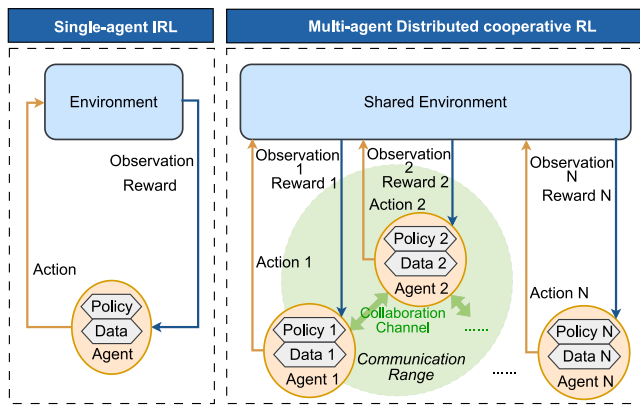 Single-agent IRL
Environment
Observation
Reward
Action
Policy
Data
Agent
Multi-agent Distributed cooperative RL
Shared Environment
Observation
1
Reward 1
Action 1
Policy 1
Data 1
Agent 1
Observation
2
Reward 2
Action 2
Policy 2
Data 2
Agent 2
Collaboration
Channel
Communication
Range
......
......
Observation
N
Reward N
Action N
Policy N
Data N
Agent N